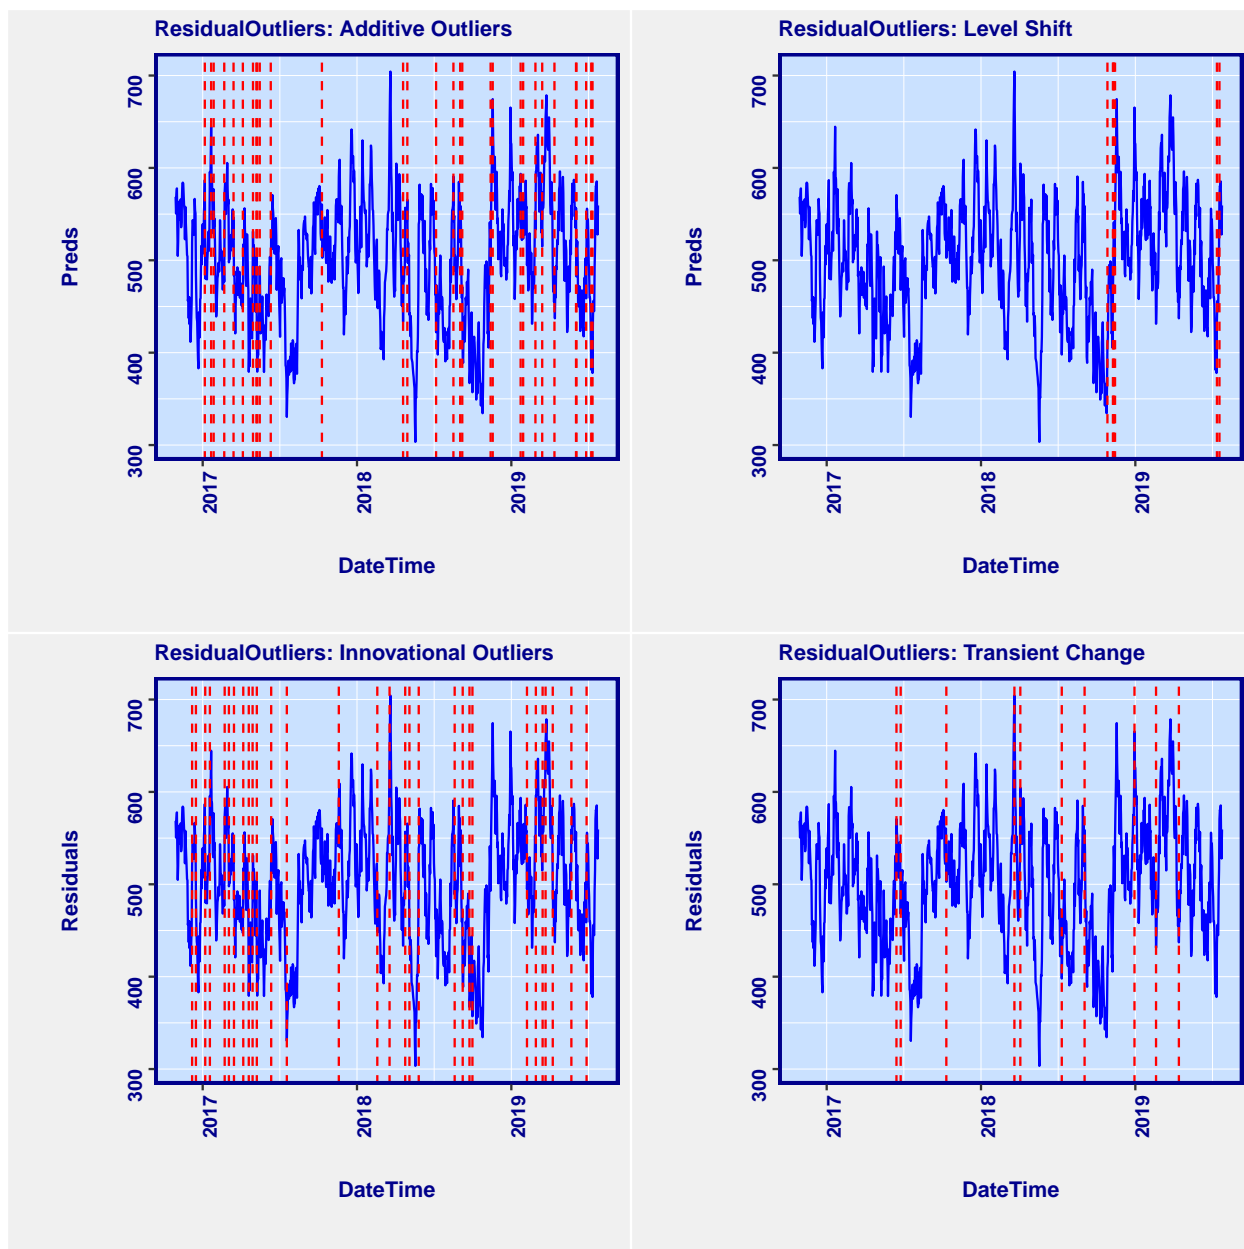 ResidualOutliers: Additive Outliers
Preds
700
600
500
400
300
2017
2018
2019
DateTime
ResidualOutliers: Level Shift
Preds
700
600
500
400
300
2017
2018
2019
DateTime
ResidualOutliers: Innovational Outliers
Residuals
700
600
500
400
300
2017
2018
2019
DateTime
ResidualOutliers: Transient Change
Residuals
700
600
500
400
300
2017
2018
2019
DateTime